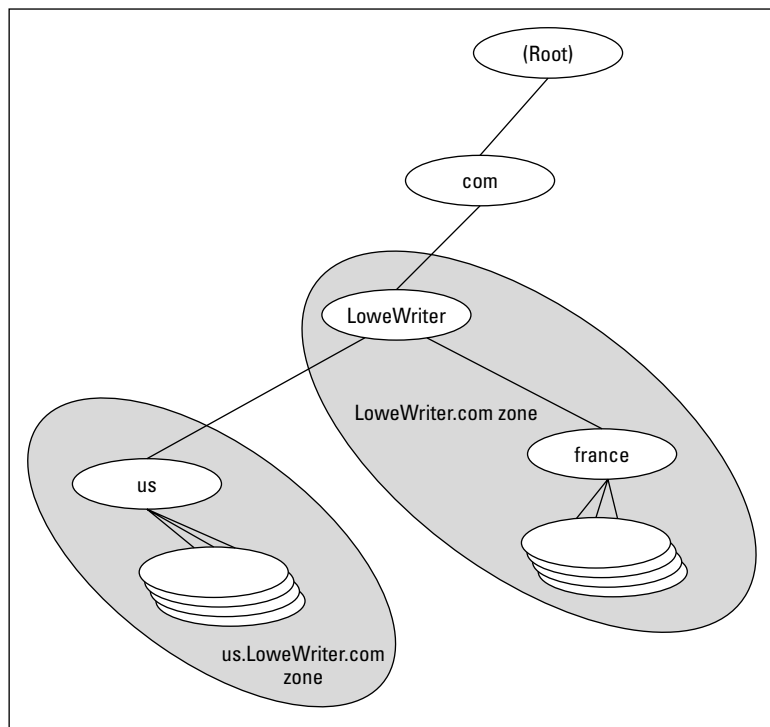 (Root)
com
LoweWriter
LoweWriter.com zone
france
us
us.LoweWriter.com
zone